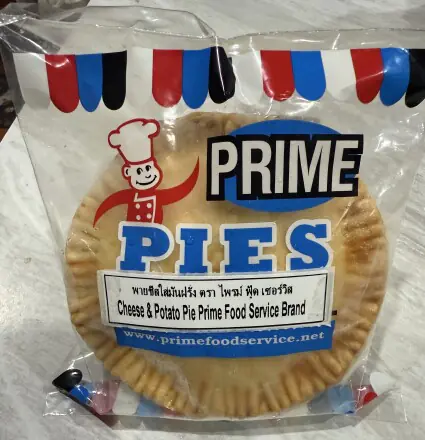 PRIME
PIES
พายชีสใส่มันฝรั่ง ตรา ไพรม์ ฟู้ด เซอร์วิส
Cheese & Potato Pie Prime Food Service Brand
www.primefoodservice.net